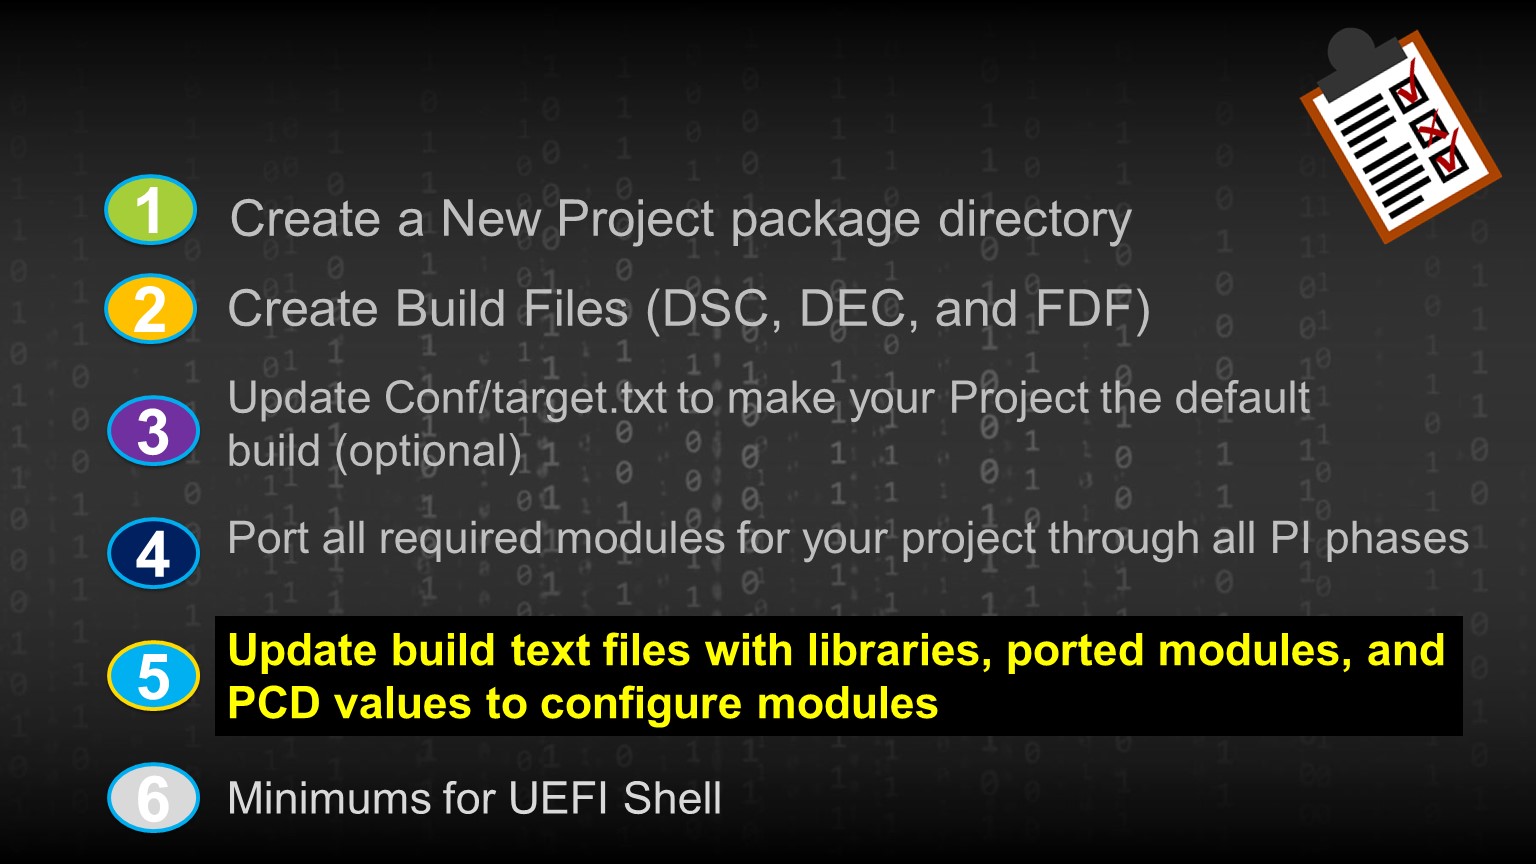 1 Create a New Project package directory
2 Create Build Files (DSC, DEC, and FDF)
3 Update Conf/target.txt to make your Project the default
build (optional)
4 Port all required modules for your project through all PI phases
5 Update build text files with libraries, ported modules, and
PCD values to configure modules
6 Minimums for UEFI Shell